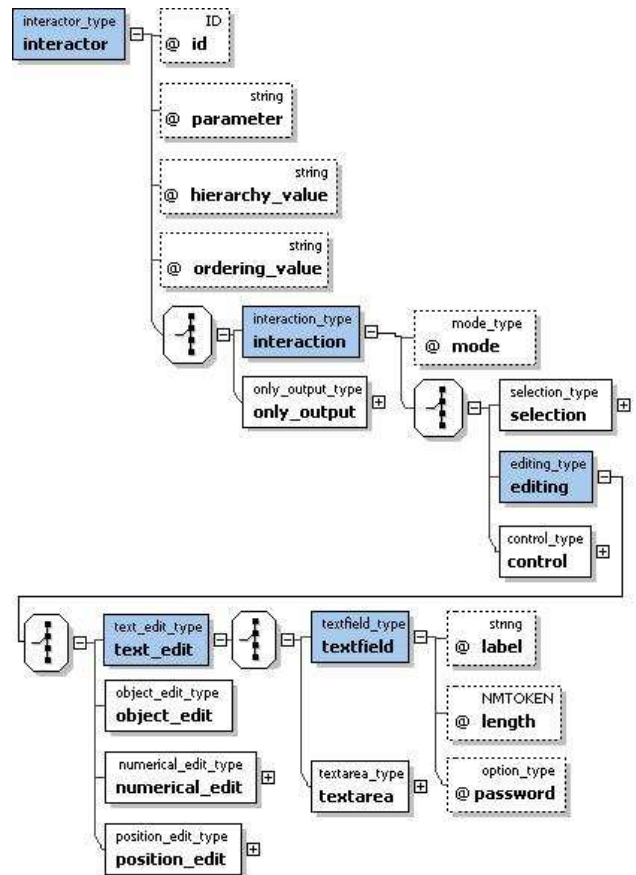 interactor_type
interactor
ID
@ id
string
@ parameter
string
@ hierarchy_value
string
@ ordering_value
interaction_type
interaction
mode_type
@ mode
only_output_type
only_output
selection_type
selection
editing_type
editing
control_type
control
text_edit_type
text_edit
textfield_type
textfield
string
@ label
object_edit_type
object_edit
NMTOKEN
@ length
numerical_edit_type
numerical_edit
textarea_type
textarea
option_type
@ password
position_edit_type
position_edit